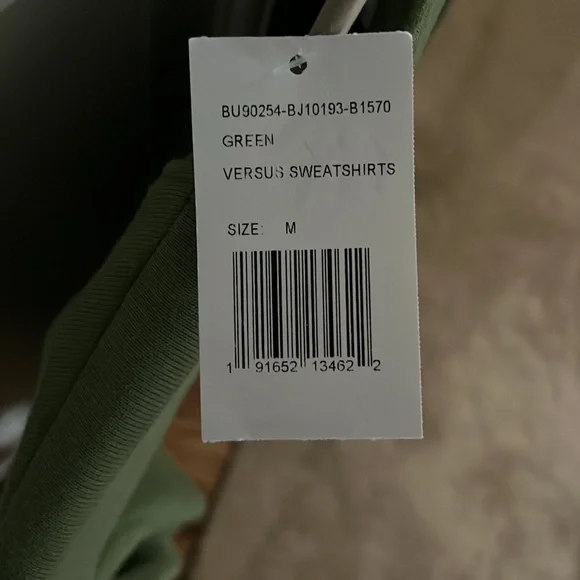 BU90254-BJ10193-B1570
GREEN
VERSUS SWEATSHIRTS
SIZE: M
1 91652 13462 2